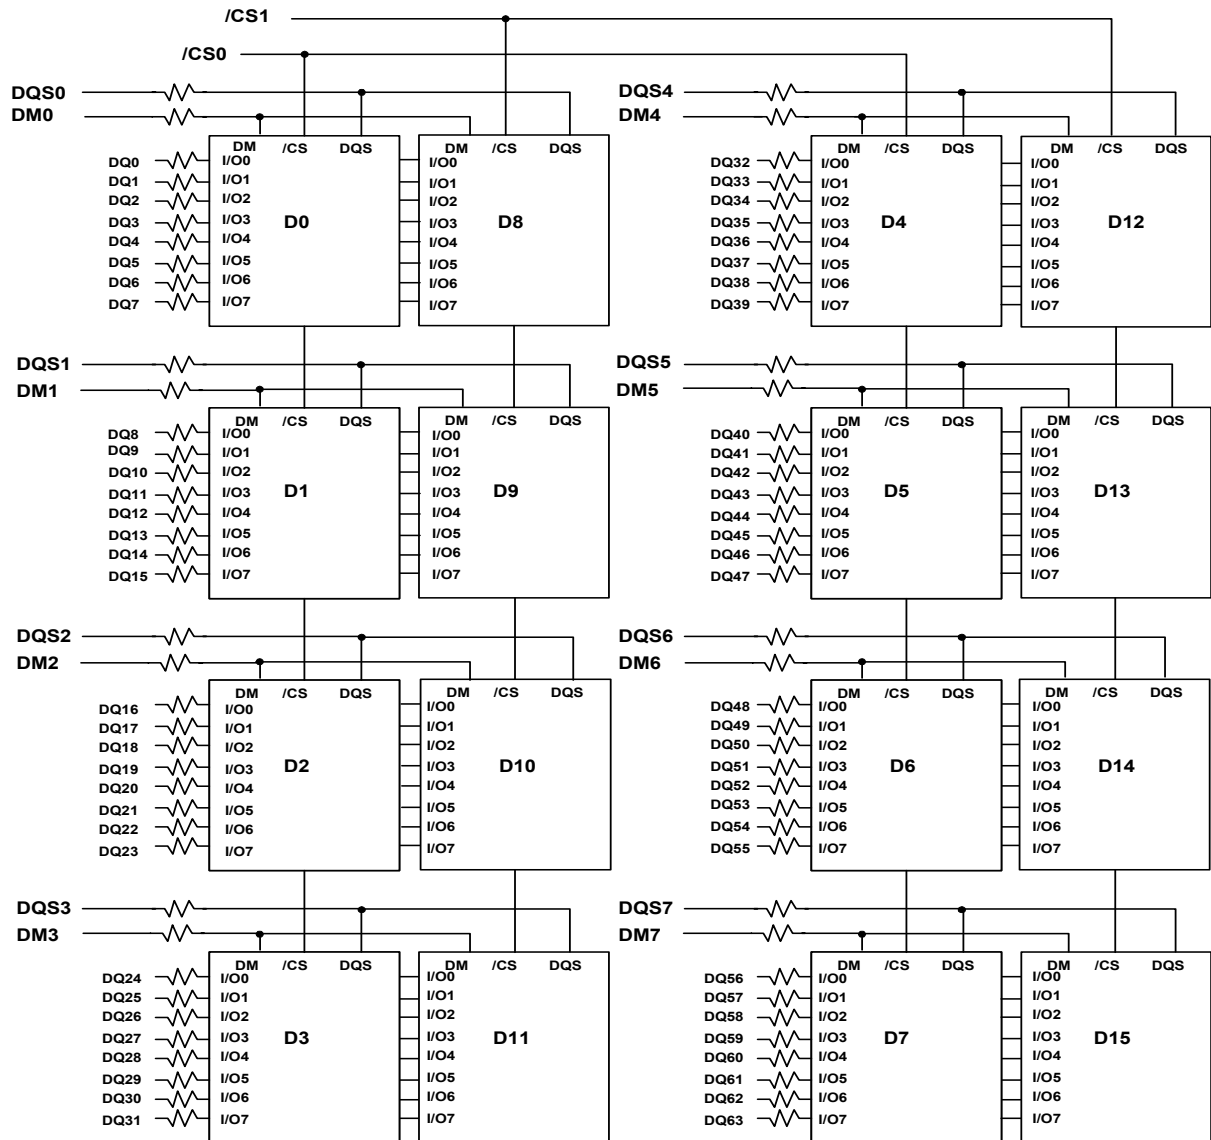 /CS1
/CS0
DQS0 DQS4
DM0 DM4
DM /CS DQS DM /CS DQS DM /CS DQS DM /CS DQS
DQ0 I/O0 I/O0 DQ32 I/O0 I/O0
DQ1 I/O1 I/O1 DQ33 I/O1 I/O1
DQ2 I/O2 I/O2 DQ34 I/O2 I/O2
DQ3 I/O3 D0 I/O3 D8 DQ35 I/O3 D4 I/O3 D12
DQ4 I/O4 I/O4 DQ36 I/O4 I/O4
DQ5 I/O5 I/O5 DQ37 I/O5 I/O5
DQ6 I/O6 I/O6 DQ38 I/O6 I/O6
DQ7 I/O7 I/O7 DQ39 I/O7 I/O7
DQS1 DQS5
DM1 DM5
DM /CS DQS DM /CS DQS DM /CS DQS DM /CS DQS
DQ8 I/O0 I/O0 DQ40 I/O0 I/O0
DQ9 I/O1 I/O1 DQ41 I/O1 I/O1
DQ10 I/O2 I/O2 DQ42 I/O2 I/O2
DQ11 I/O3 D1 I/O3 D9 DQ43 I/O3 D5 I/O3 D13
DQ12 I/O4 I/O4 DQ44 I/O4 I/O4
DQ13 I/O5 I/O5 DQ45 I/O5 I/O5
DQ14 I/O6 I/O6 DQ46 I/O6 I/O6
DQ15 I/O7 I/O7 DQ47 I/O7 I/O7
DQS2 DQS6
DM2 DM6
DM /CS DQS DM /CS DQS DM /CS DQS DM /CS DQS
DQ16 I/O0 I/O0 DQ48 I/O0 I/O0
DQ17 I/O1 I/O1 DQ49 I/O1 I/O1
DQ18 I/O2 I/O2 DQ50 I/O2 I/O2
DQ19 I/O3 D2 I/O3 D10 DQ51 I/O3 D6 I/O3 D14
DQ20 I/O4 I/O4 DQ52 I/O4 I/O4
DQ21 I/O5 I/O5 DQ53 I/O5 I/O5
DQ22 I/O6 I/O6 DQ54 I/O6 I/O6
DQ23 I/O7 I/O7 DQ55 I/O7 I/O7
DQS3 DQS7
DM3 DM7
DM /CS DQS DM /CS DQS DM /CS DQS DM /CS DQS
DQ24 I/O0 I/O0 DQ56 I/O0 I/O0
DQ25 I/O1 I/O1 DQ57 I/O1 I/O1
DQ26 I/O2 I/O2 DQ58 I/O2 I/O2
DQ27 I/O3 D3 I/O3 D11 DQ59 I/O3 D7 I/O3 D15
DQ28 I/O4 I/O4 DQ60 I/O4 I/O4
DQ29 I/O5 I/O5 DQ61 I/O5 I/O5
DQ30 I/O6 I/O6 DQ62 I/O6 I/O6
DQ31 I/O7 I/O7 DQ63 I/O7 I/O7